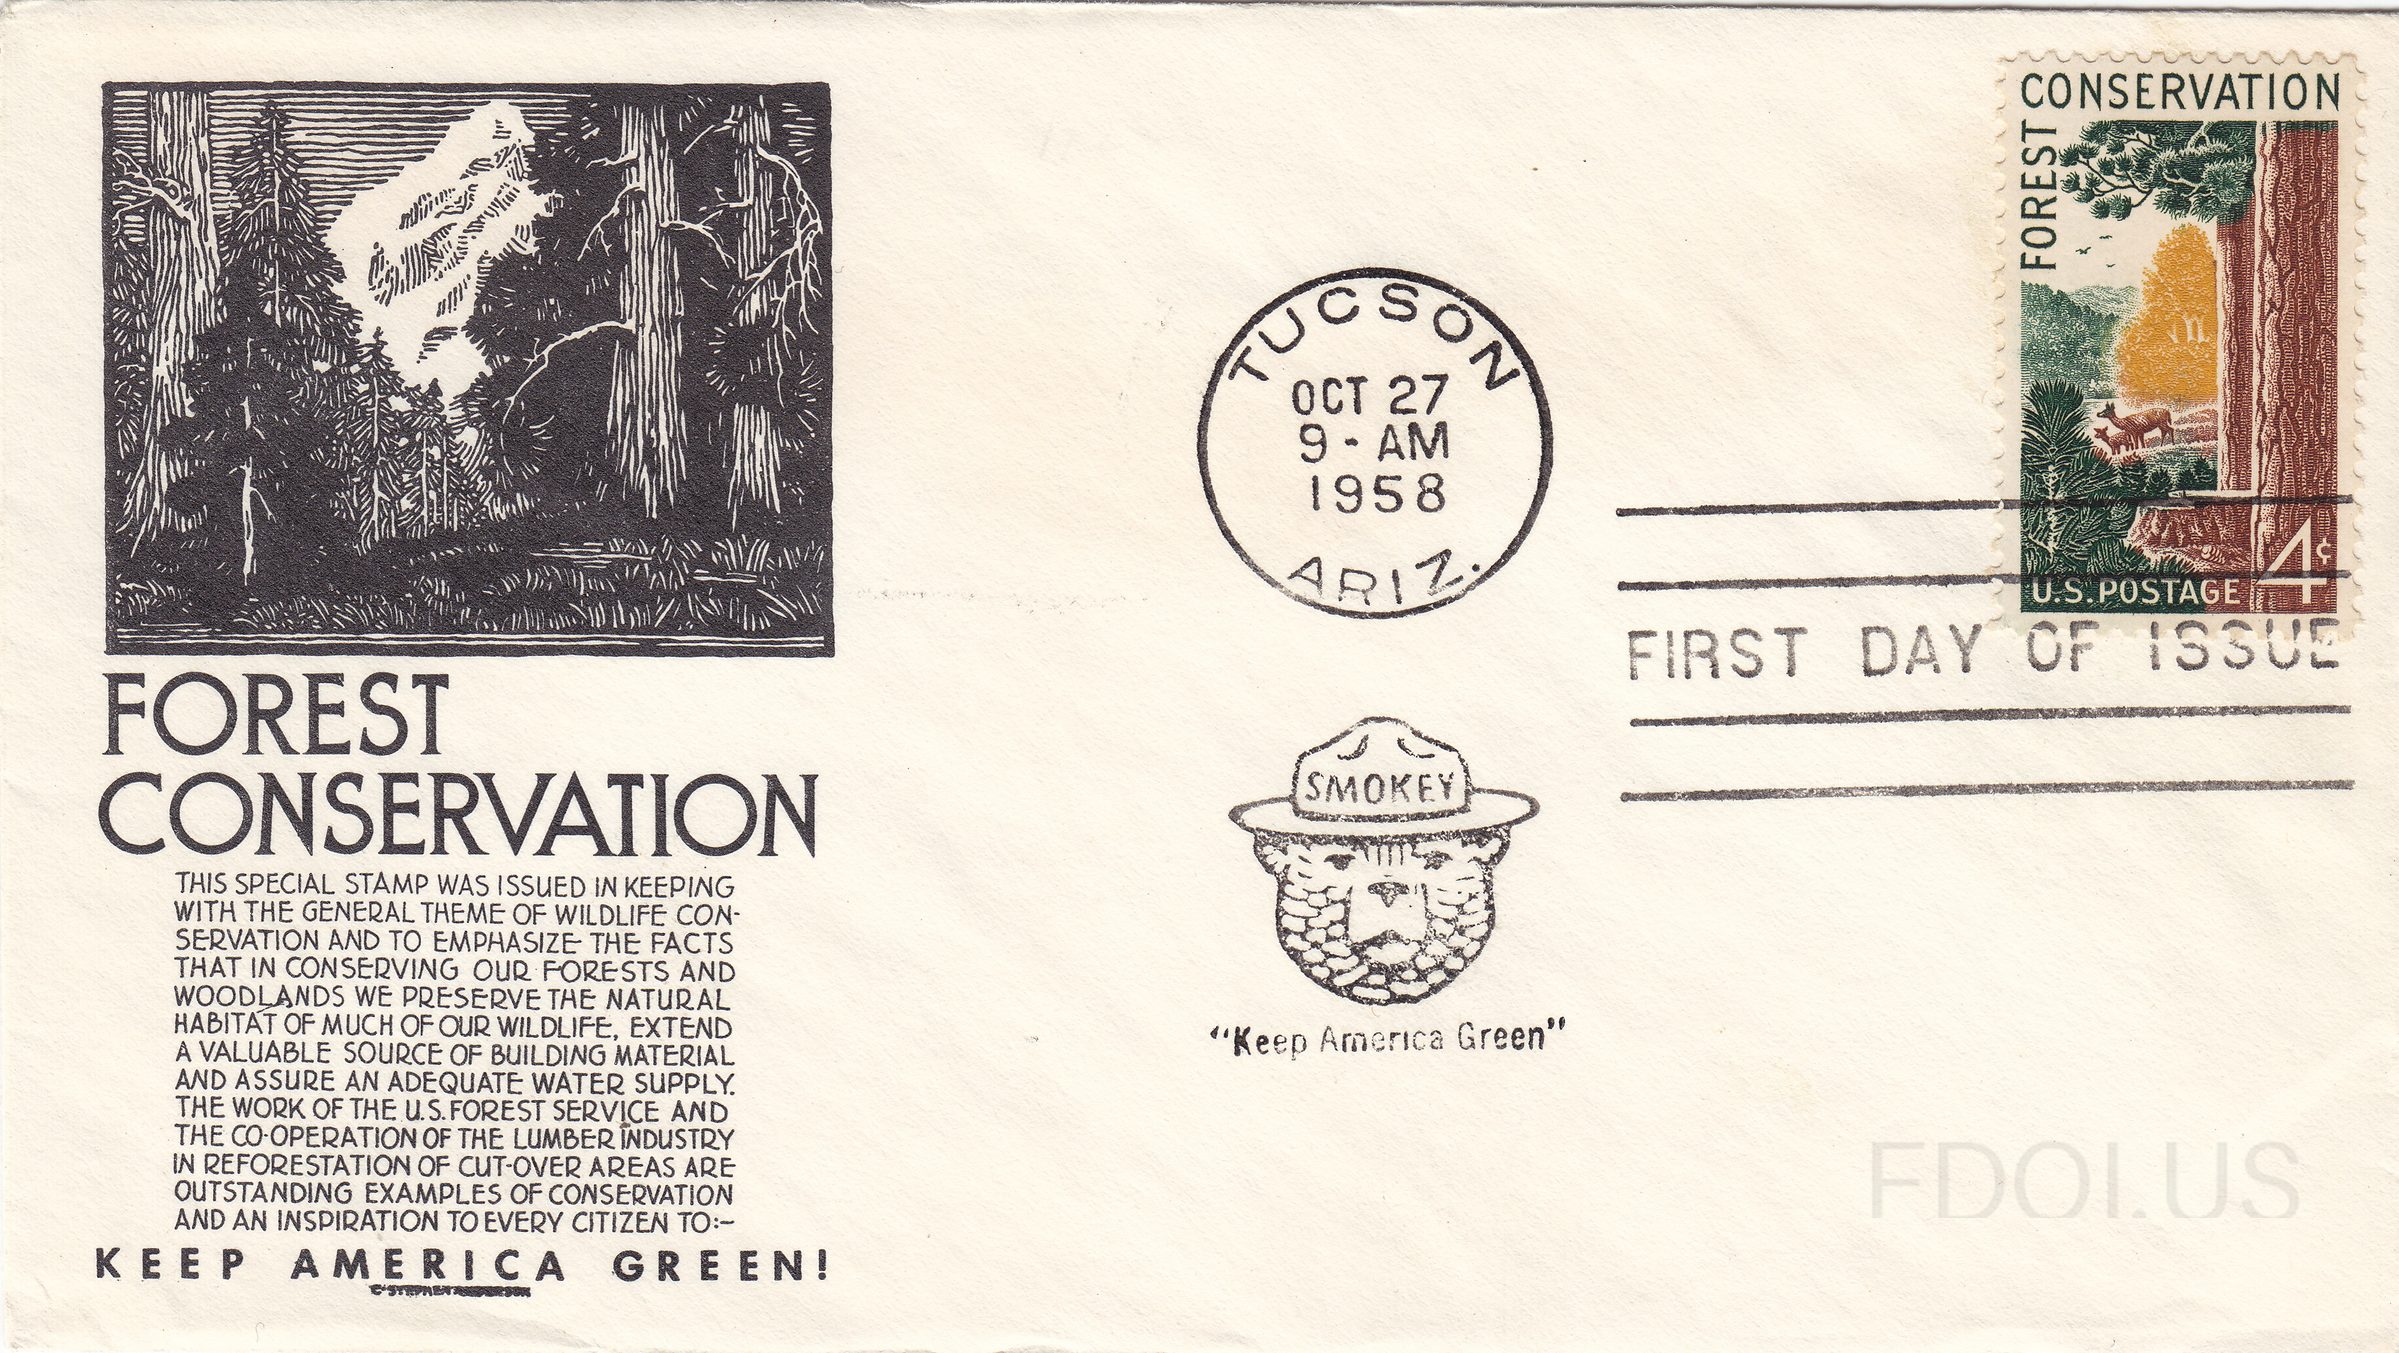 FOREST
CONSERVATION
THIS SPECIAL STAMP WAS ISSUED IN KEEPING
WITH THE GENERAL THEME OF WILDLIFE CON-
SERVATION AND TO EMPHASIZE THE FACTS
THAT IN CONSERVING OUR FORESTS AND
WOODLANDS WE PRESERVE THE NATURAL
HABITAT OF MUCH OF OUR WILDLIFE, EXTEND
A VALUABLE SOURCE OF BUILDING MATERIAL
AND ASSURE AN ADEQUATE WATER SUPPLY.
THE WORK OF THE U.S. FOREST SERVICE AND
THE CO-OPERATION OF THE LUMBER INDUSTRY
IN REFORESTATION OF CUT-OVER AREAS ARE
OUTSTANDING EXAMPLES OF CONSERVATION
AND AN INSPIRATION TO EVERY CITIZEN TO:-
KEEP AMERICA GREEN!
C. STEPHEN ANDERSON
TUCSON
OCT 27
9 - AM
1958
ARIZ.
SMOKEY
"Keep America Green"
FOREST
CONSERVATION
U.S. POSTAGE 4¢
FIRST DAY OF ISSUE
FDOI.US